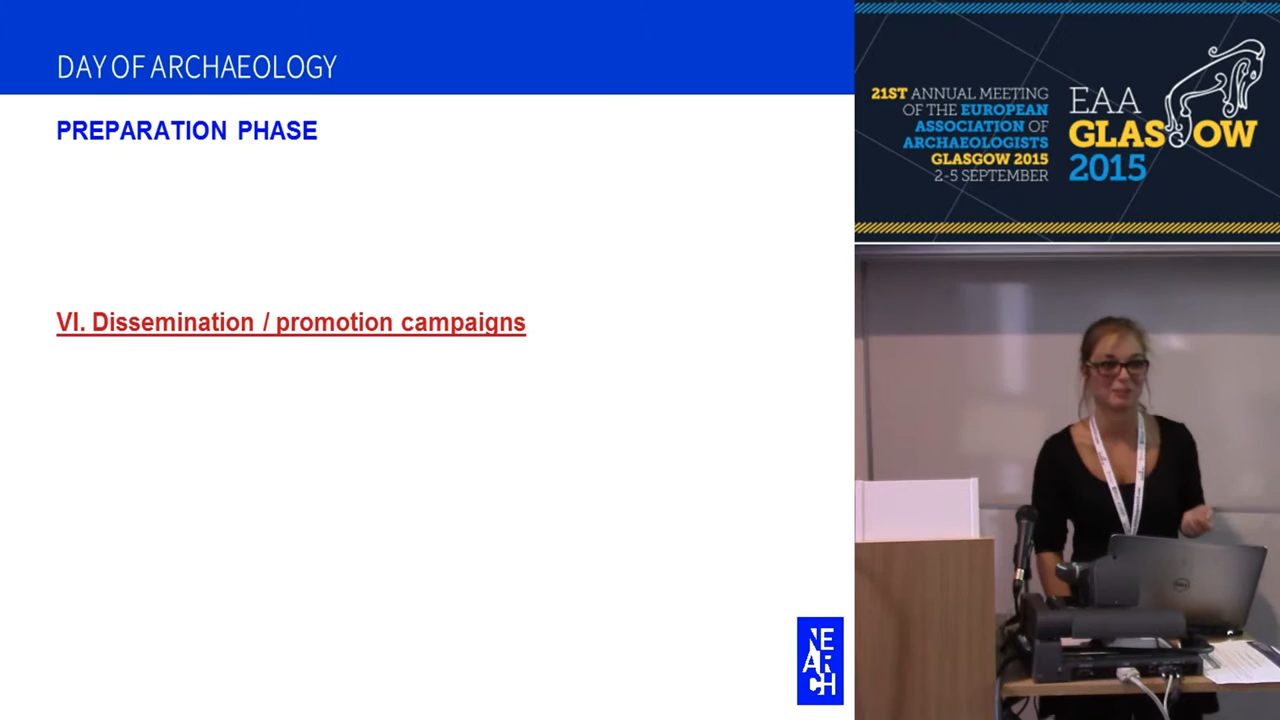 DAY OF ARCHAEOLOGY
PREPARATION PHASE
VI. Dissemination / promotion campaigns
NE
AR
CH
21ST ANNUAL MEETING
OF THE EUROPEAN
ASSOCIATION OF
ARCHAEOLOGISTS
GLASGOW 2015
2-5 SEPTEMBER
EAA
GLASGOW
2015
DELL